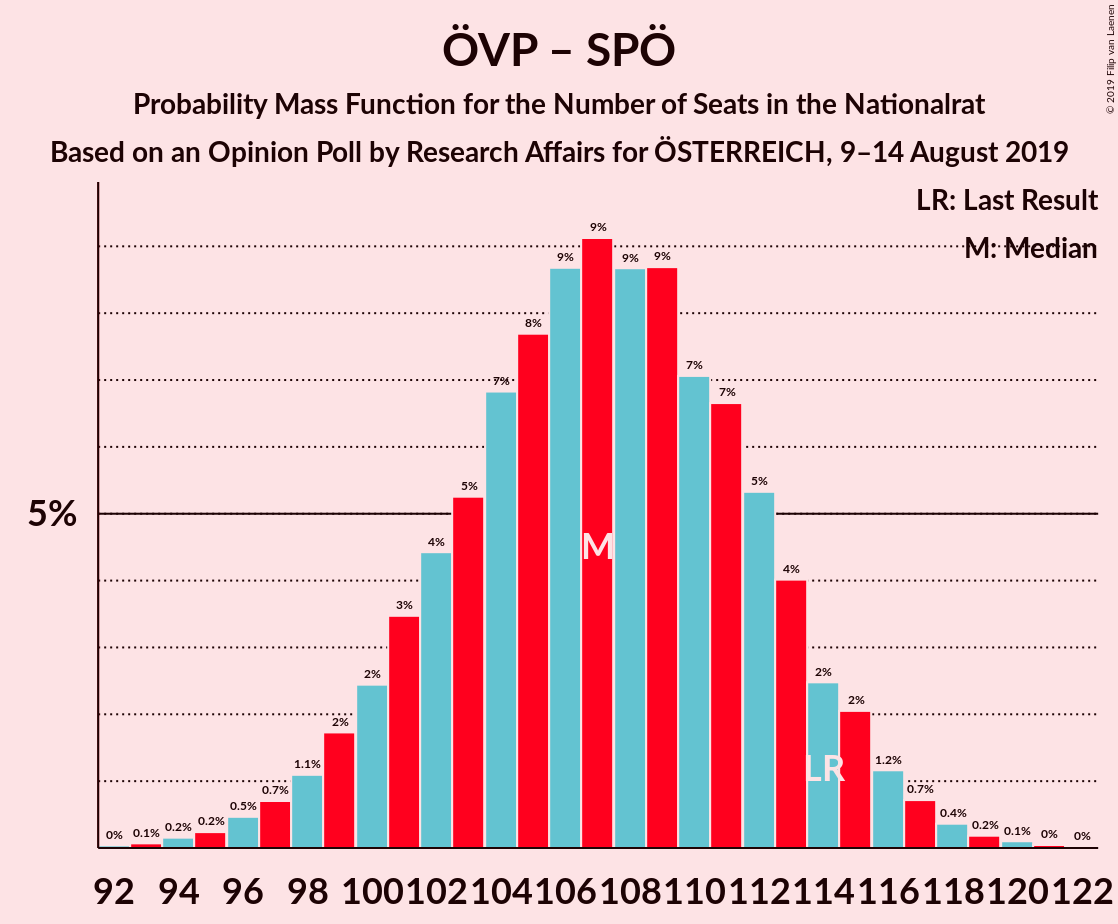 ÖVP – SPÖ
Probability Mass Function for the Number of Seats in the Nationalrat
Based on an Opinion Poll by Research Affairs for ÖSTERREICH, 9–14 August 2019
© 2019 Filip van Laenen
LR: Last Result
M: Median
5%
0% 0.1% 0.2% 0.2% 0.5% 0.7% 1.1% 2% 2% 3% 4% 5% 7% 8% 9% 9% 9% 9% 7% 7% 5% 4% 2% 2% 1.2% 0.7% 0.4% 0.2% 0.1% 0% 0%
M
LR
92 94 96 98 100 102 104 106 108 110 112 114 116 118 120 122